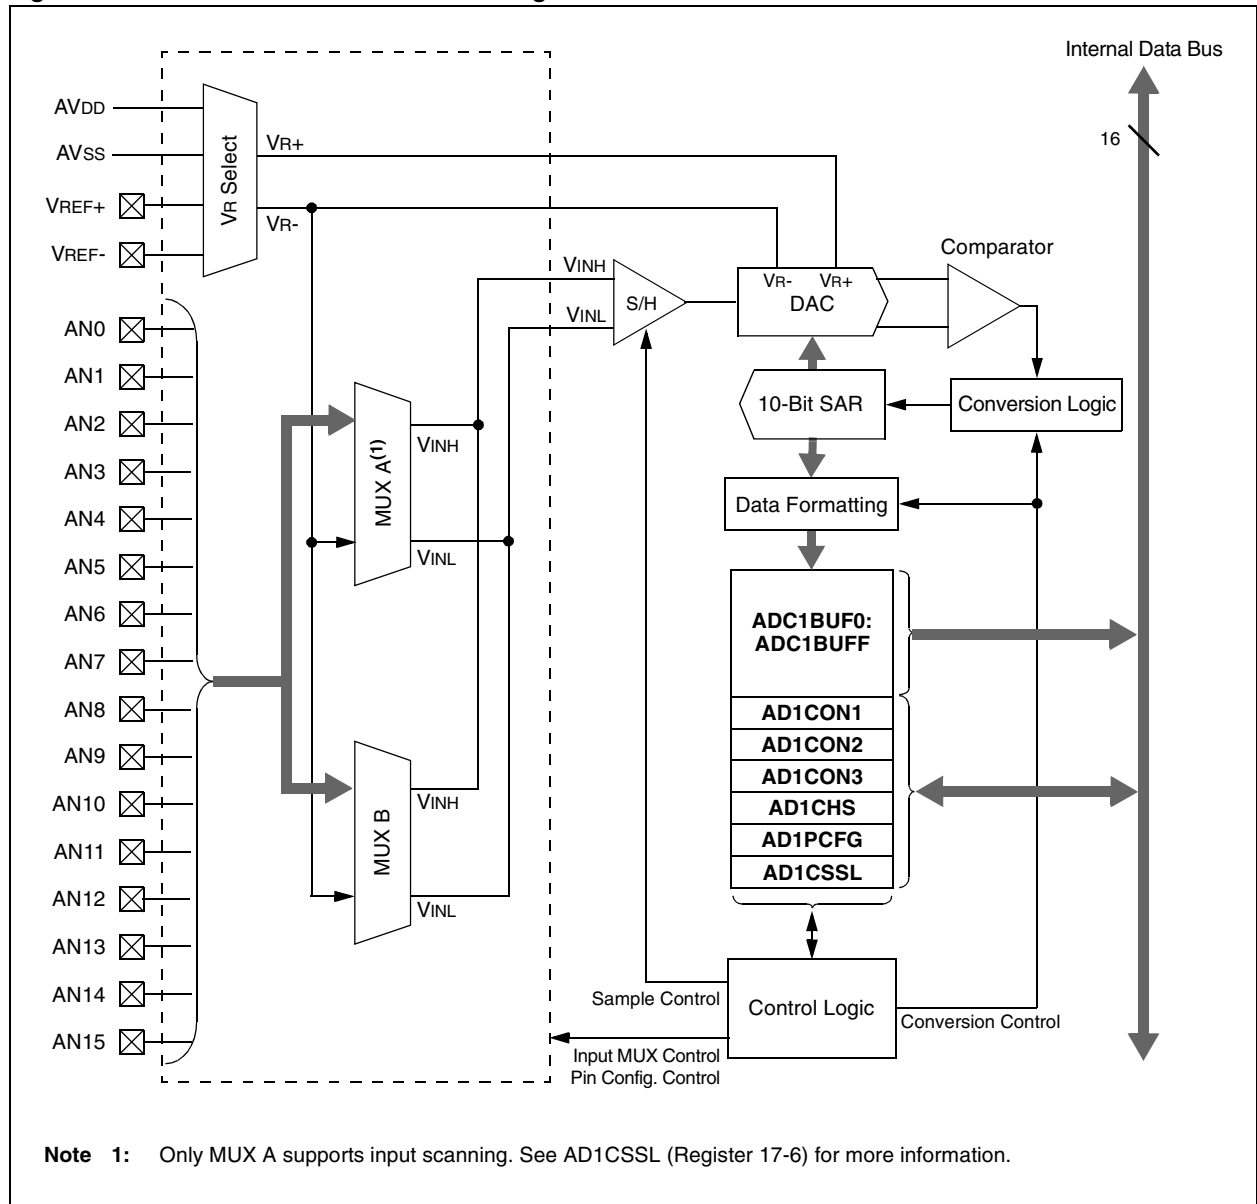 Internal Data Bus
16
AVDD
AVSS
VREF+
VREF-
VR Select
VR+
VR-
AN0
AN1
AN2
AN3
AN4
AN5
AN6
AN7
AN8
AN9
AN10
AN11
AN12
AN13
AN14
AN15
MUX A(1)
VINH
VINL
MUX B
VINH
VINL
VINH
VINL
S/H
VR- VR+
DAC
Comparator
10-Bit SAR
Conversion Logic
Data Formatting
ADC1BUF0:
ADC1BUFF
AD1CON1
AD1CON2
AD1CON3
AD1CHS
AD1PCFG
AD1CSSL
Control Logic
Sample Control
Conversion Control
Input MUX Control
Pin Config. Control
Note 1: Only MUX A supports input scanning. See AD1CSSL (Register 17-6) for more information.